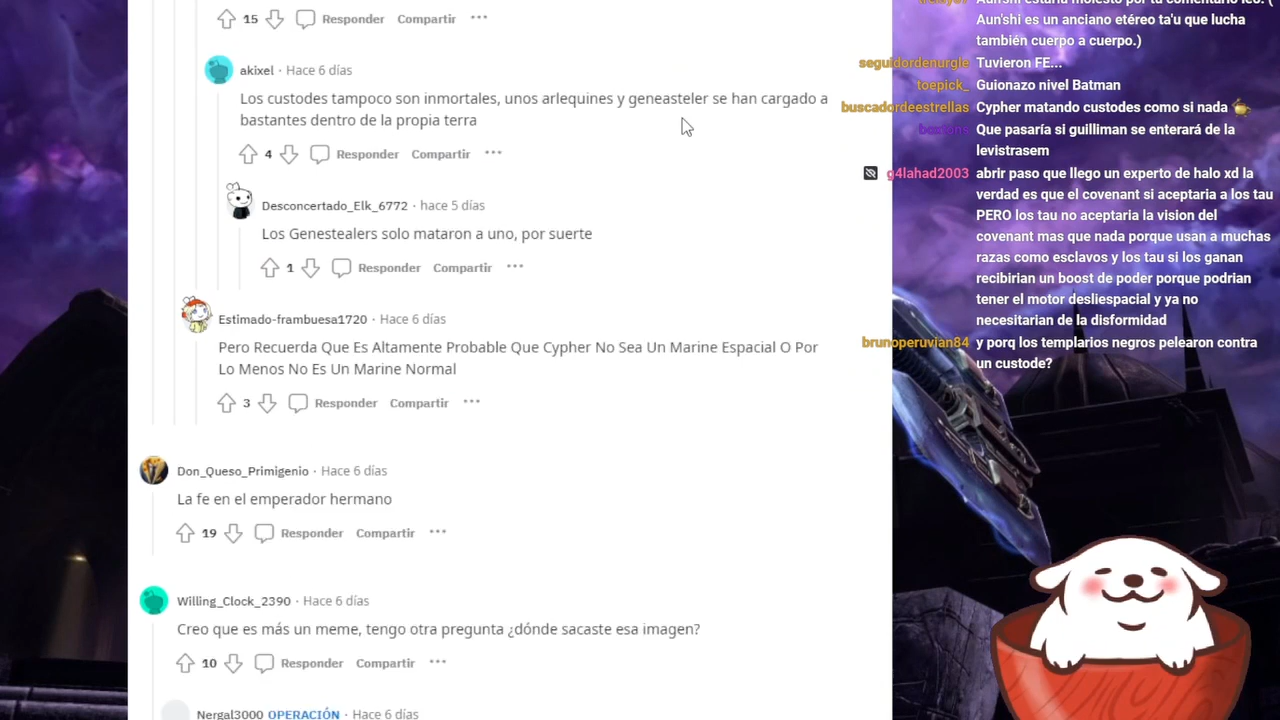 15 Responder Compartir ···
akixel · Hace 6 días
Los custodes tampoco son inmortales, unos arlequines y geneasteler se han cargado a
bastantes dentro de la propia terra
4 Responder Compartir ···
Desconcertado_Elk_6772 · hace 5 días
Los Genestealers solo mataron a uno, por suerte
1 Responder Compartir ···
Estimado-frambuesa1720 · Hace 6 días
Pero Recuerda Que Es Altamente Probable Que Cypher No Sea Un Marine Espacial O Por
Lo Menos No Es Un Marine Normal
3 Responder Compartir ···
Don_Queso_Primigenio · Hace 6 días
La fe en el emperador hermano
19 Responder Compartir ···
Willing_Clock_2390 · Hace 6 días
Creo que es más un meme, tengo otra pregunta ¿dónde sacaste esa imagen?
10 Responder Compartir ···
Nergal3000 OPERACIÓN · Hace 6 días
Aun'shi estaría molesto por tu comentario leo. (
Aun'shi es un anciano etéreo ta'u que lucha
también cuerpo a cuerpo.)
seguidordenurgle Tuvieron FE...
toepick_ Guionazo nivel Batman
buscadordeestrellas Cypher matando custodes como si nada
Que pasaría si guilliman se enterará de la
levistrasem
g4lahad2003 abrir paso que llego un experto de halo xd la
verdad es que el covenant si aceptaria a los tau
PERO los tau no aceptaria la vision del
covenant mas que nada porque usan a muchas
razas como esclavos y los tau si los ganan
recibirian un boost de poder porque podrian
tener el motor desliespacial y ya no
necesitarian de la disformidad
brunoperuvian84 y porq los templarios negros pelearon contra
un custode?